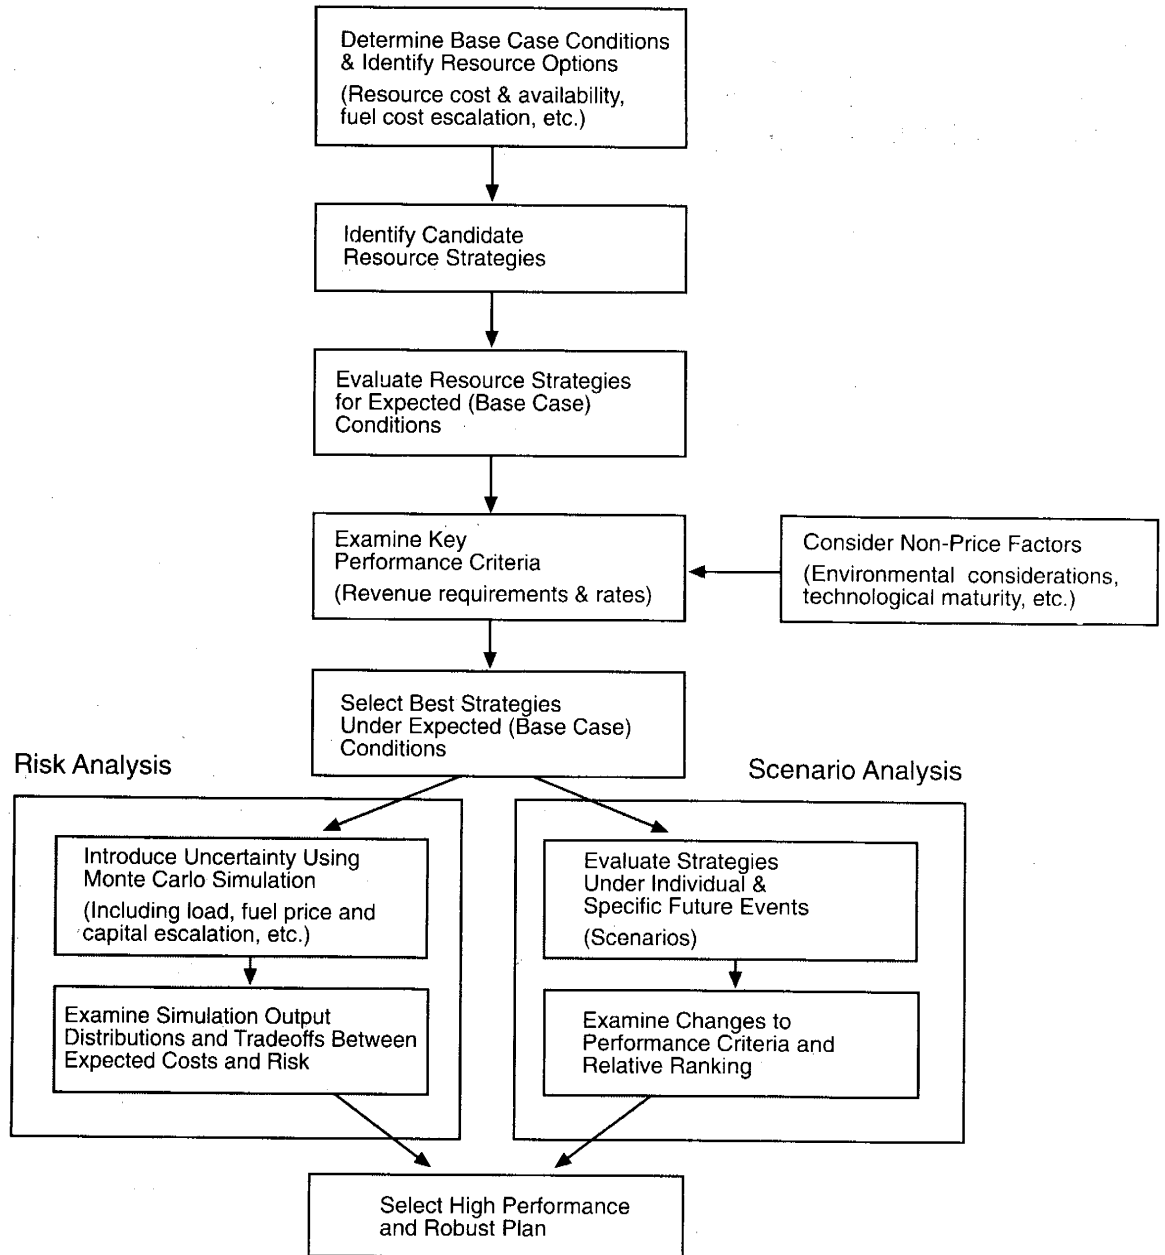 Determine Base Case Conditions
& Identify Resource Options
(Resource cost & availability,
fuel cost escalation, etc.)
Identify Candidate
Resource Strategies
Evaluate Resource Strategies
for Expected (Base Case)
Conditions
Examine Key
Performance Criteria
(Revenue requirements & rates)
Consider Non-Price Factors
(Environmental considerations,
technological maturity, etc.)
Select Best Strategies
Under Expected (Base Case)
Conditions
Risk Analysis
Introduce Uncertainty Using
Monte Carlo Simulation
(Including load, fuel price and
capital escalation, etc.)
Examine Simulation Output
Distributions and Tradeoffs Between
Expected Costs and Risk
Scenario Analysis
Evaluate Strategies
Under Individual &
Specific Future Events
(Scenarios)
Examine Changes to
Performance Criteria and
Relative Ranking
Select High Performance
and Robust Plan